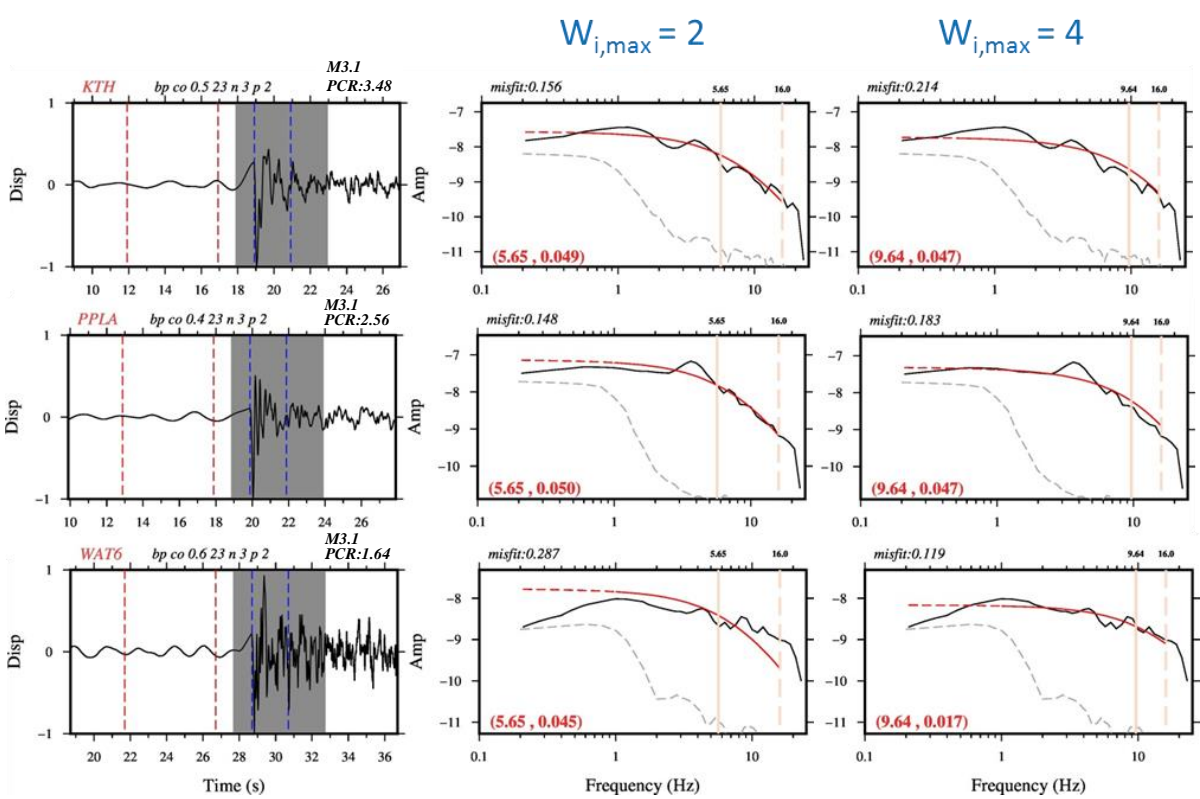 W_{i,max} = 2
W_{i,max} = 4
KTH
bp co 0.5 23 n 3 p 2
M3.1
PCR:3.48
misfit:0.156
5.65
16.0
misfit:0.214
9.64
16.0
Disp
1
0
-1
10 12 14 16 18 20 22 24 26
Amp
-7
-8
-9
-10
-11
(5.65 , 0.049)
0.1 1 10
-7
-8
-9
-10
-11
(9.64 , 0.047)
0.1 1 10
PPLA
bp co 0.4 23 n 3 p 2
M3.1
PCR:2.56
misfit:0.148
5.65
16.0
misfit:0.183
9.64
16.0
Disp
1
0
-1
10 12 14 16 18 20 22 24 26
Amp
-7
-8
-9
-10
(5.65 , 0.050)
0.1 1 10
-7
-8
-9
-10
(9.64 , 0.047)
0.1 1 10
WAT6
bp co 0.6 23 n 3 p 2
M3.1
PCR:1.64
misfit:0.287
5.65
16.0
misfit:0.119
9.64
16.0
Disp
1
0
-1
20 22 24 26 28 30 32 34 36
Time (s)
Amp
-8
-9
-10
-11
(5.65 , 0.045)
0.1 1 10
Frequency (Hz)
-8
-9
-10
-11
(9.64 , 0.017)
0.1 1 10
Frequency (Hz)